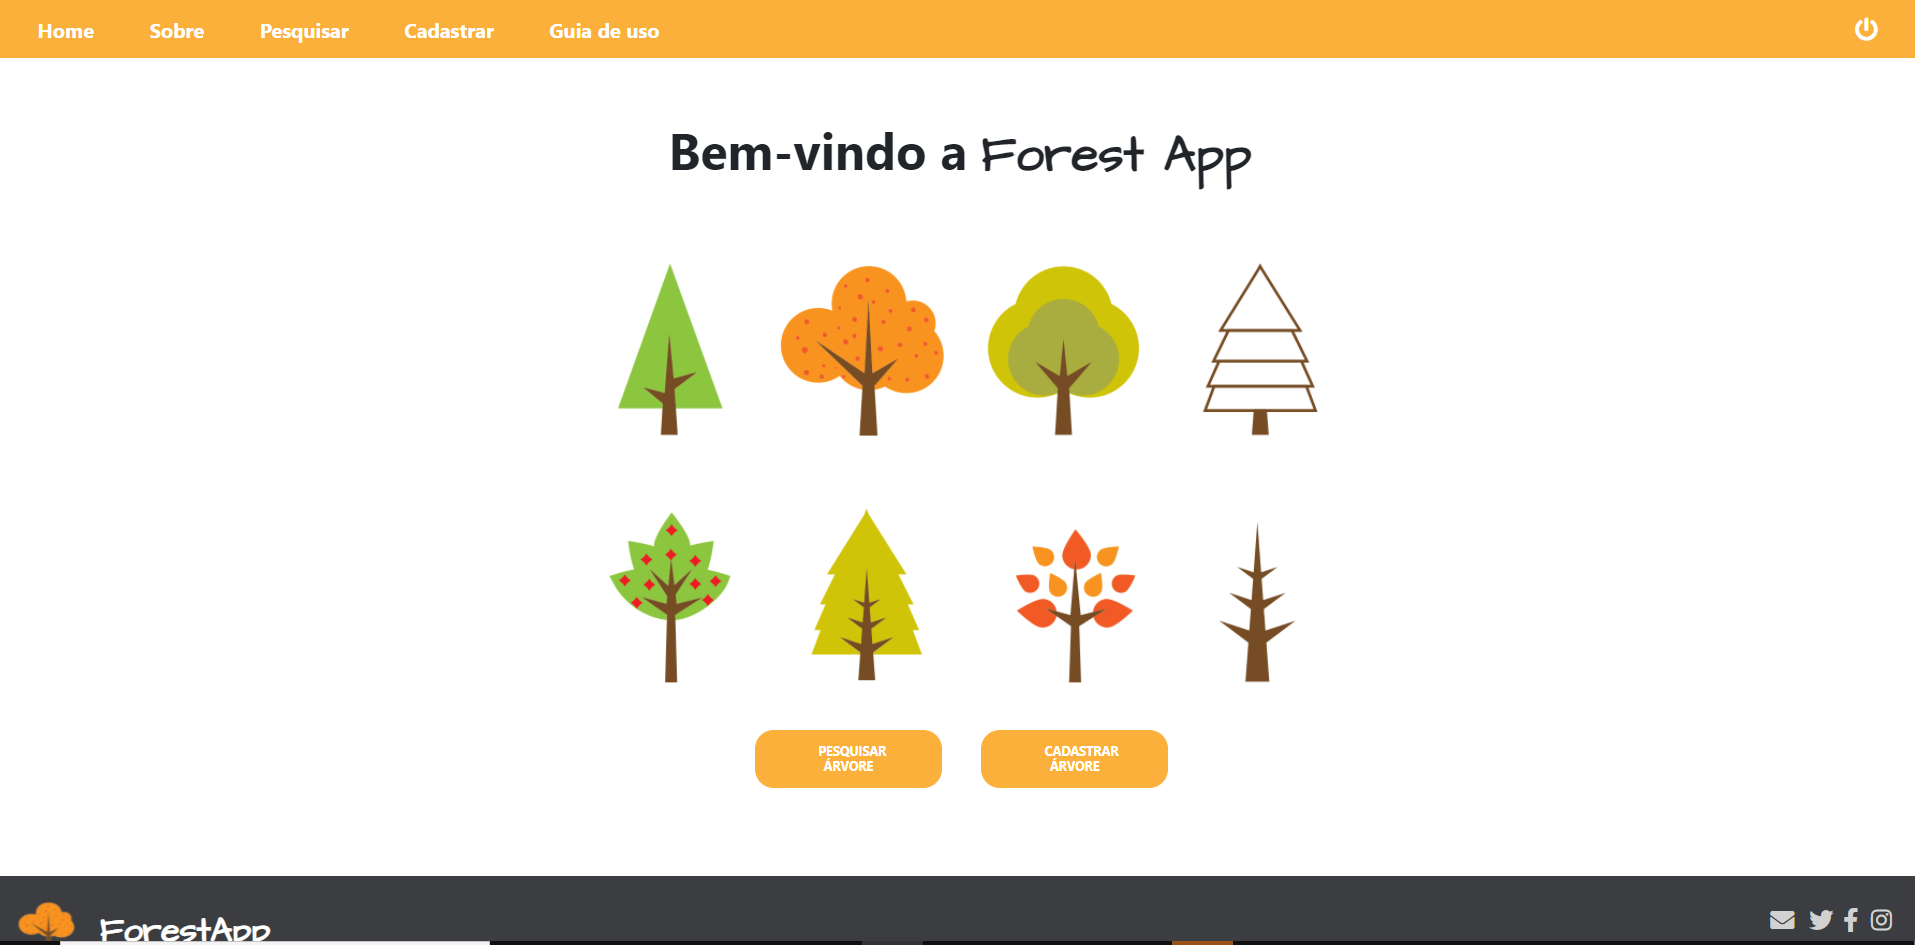 Home Sobre Pesquisar Cadastrar Guia de uso
Bem-vindo a Forest App
PESQUISAR
ÁRVORE
CADASTRAR
ÁRVORE
ForestApp